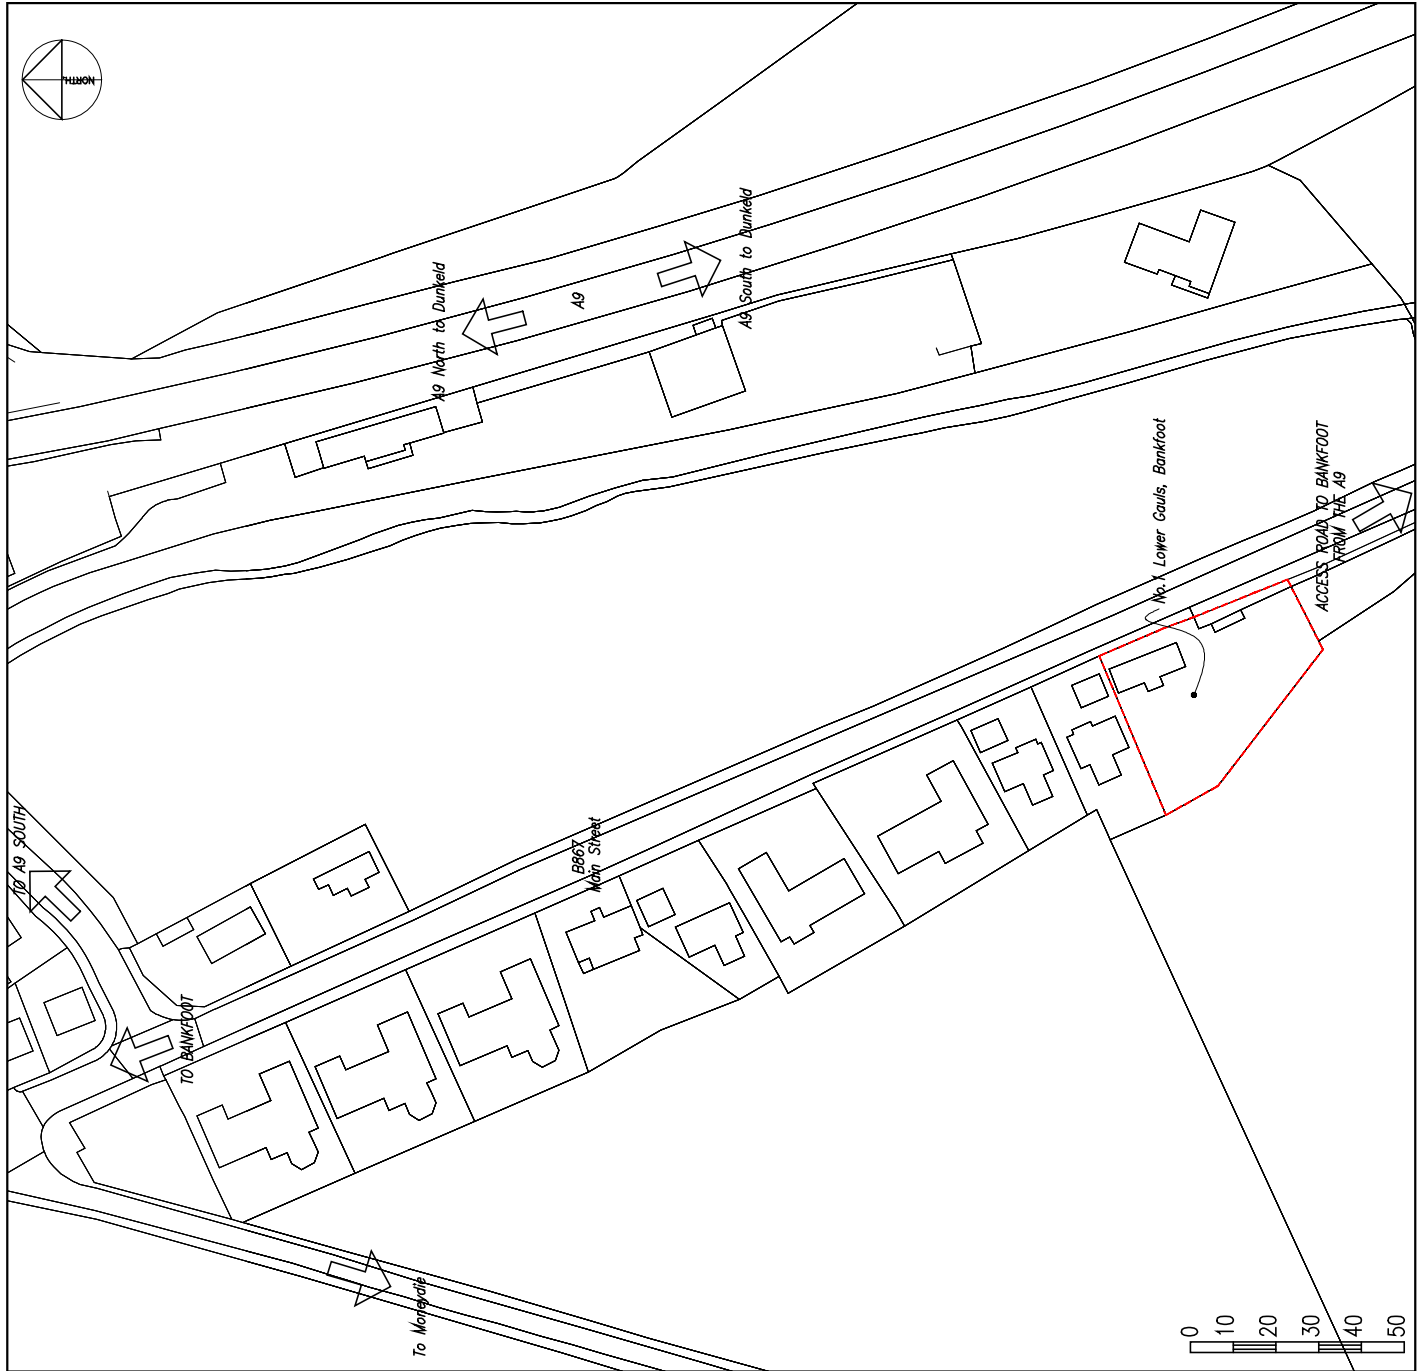 NORTH.
A9 North to Dunkeld
A9
A9 South to Dunkeld
No.1 Lower Gauls, Bankfoot
ACCESS ROAD TO BANKFOOT
FROM THE A9
TO A9 SOUTH
B867
Main Street
TO BANKFOOT
To Moneydie
0
10
20
30
40
50